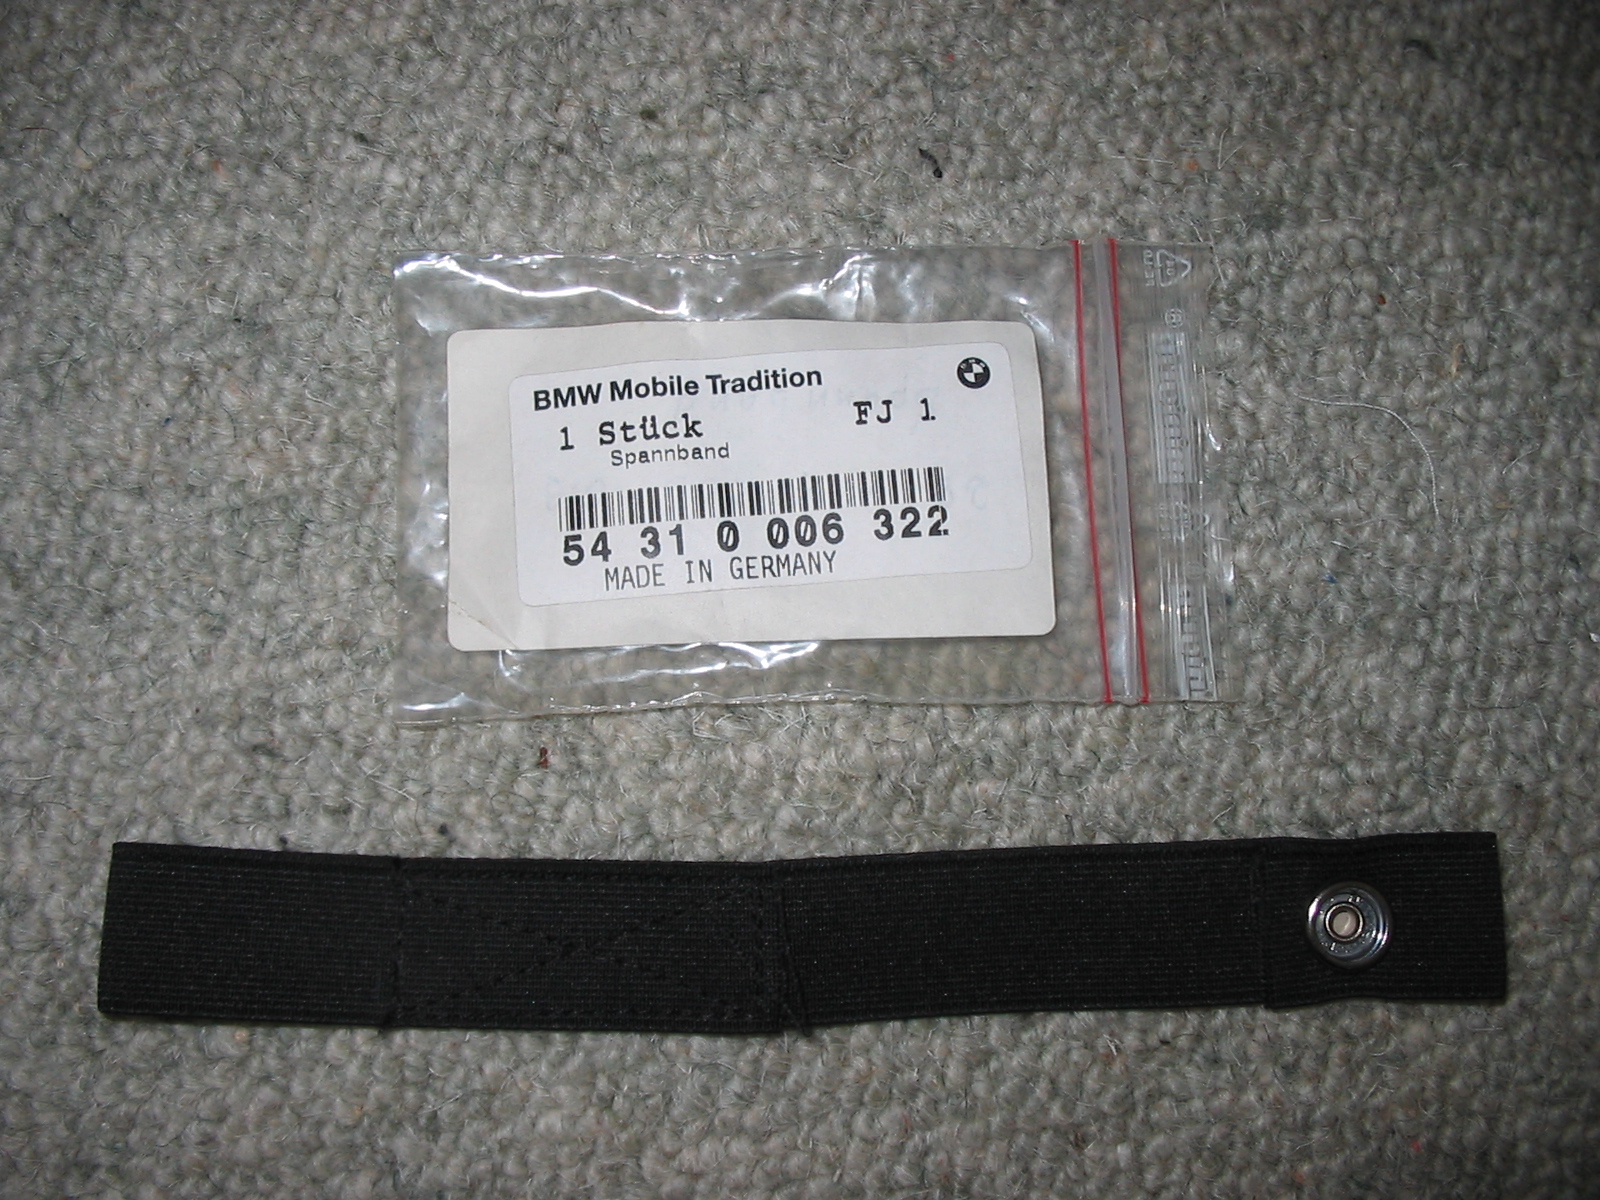 BMW Mobile Tradition
1 Stück FJ 1
Spannband
54 31 0 006 322
MADE IN GERMANY